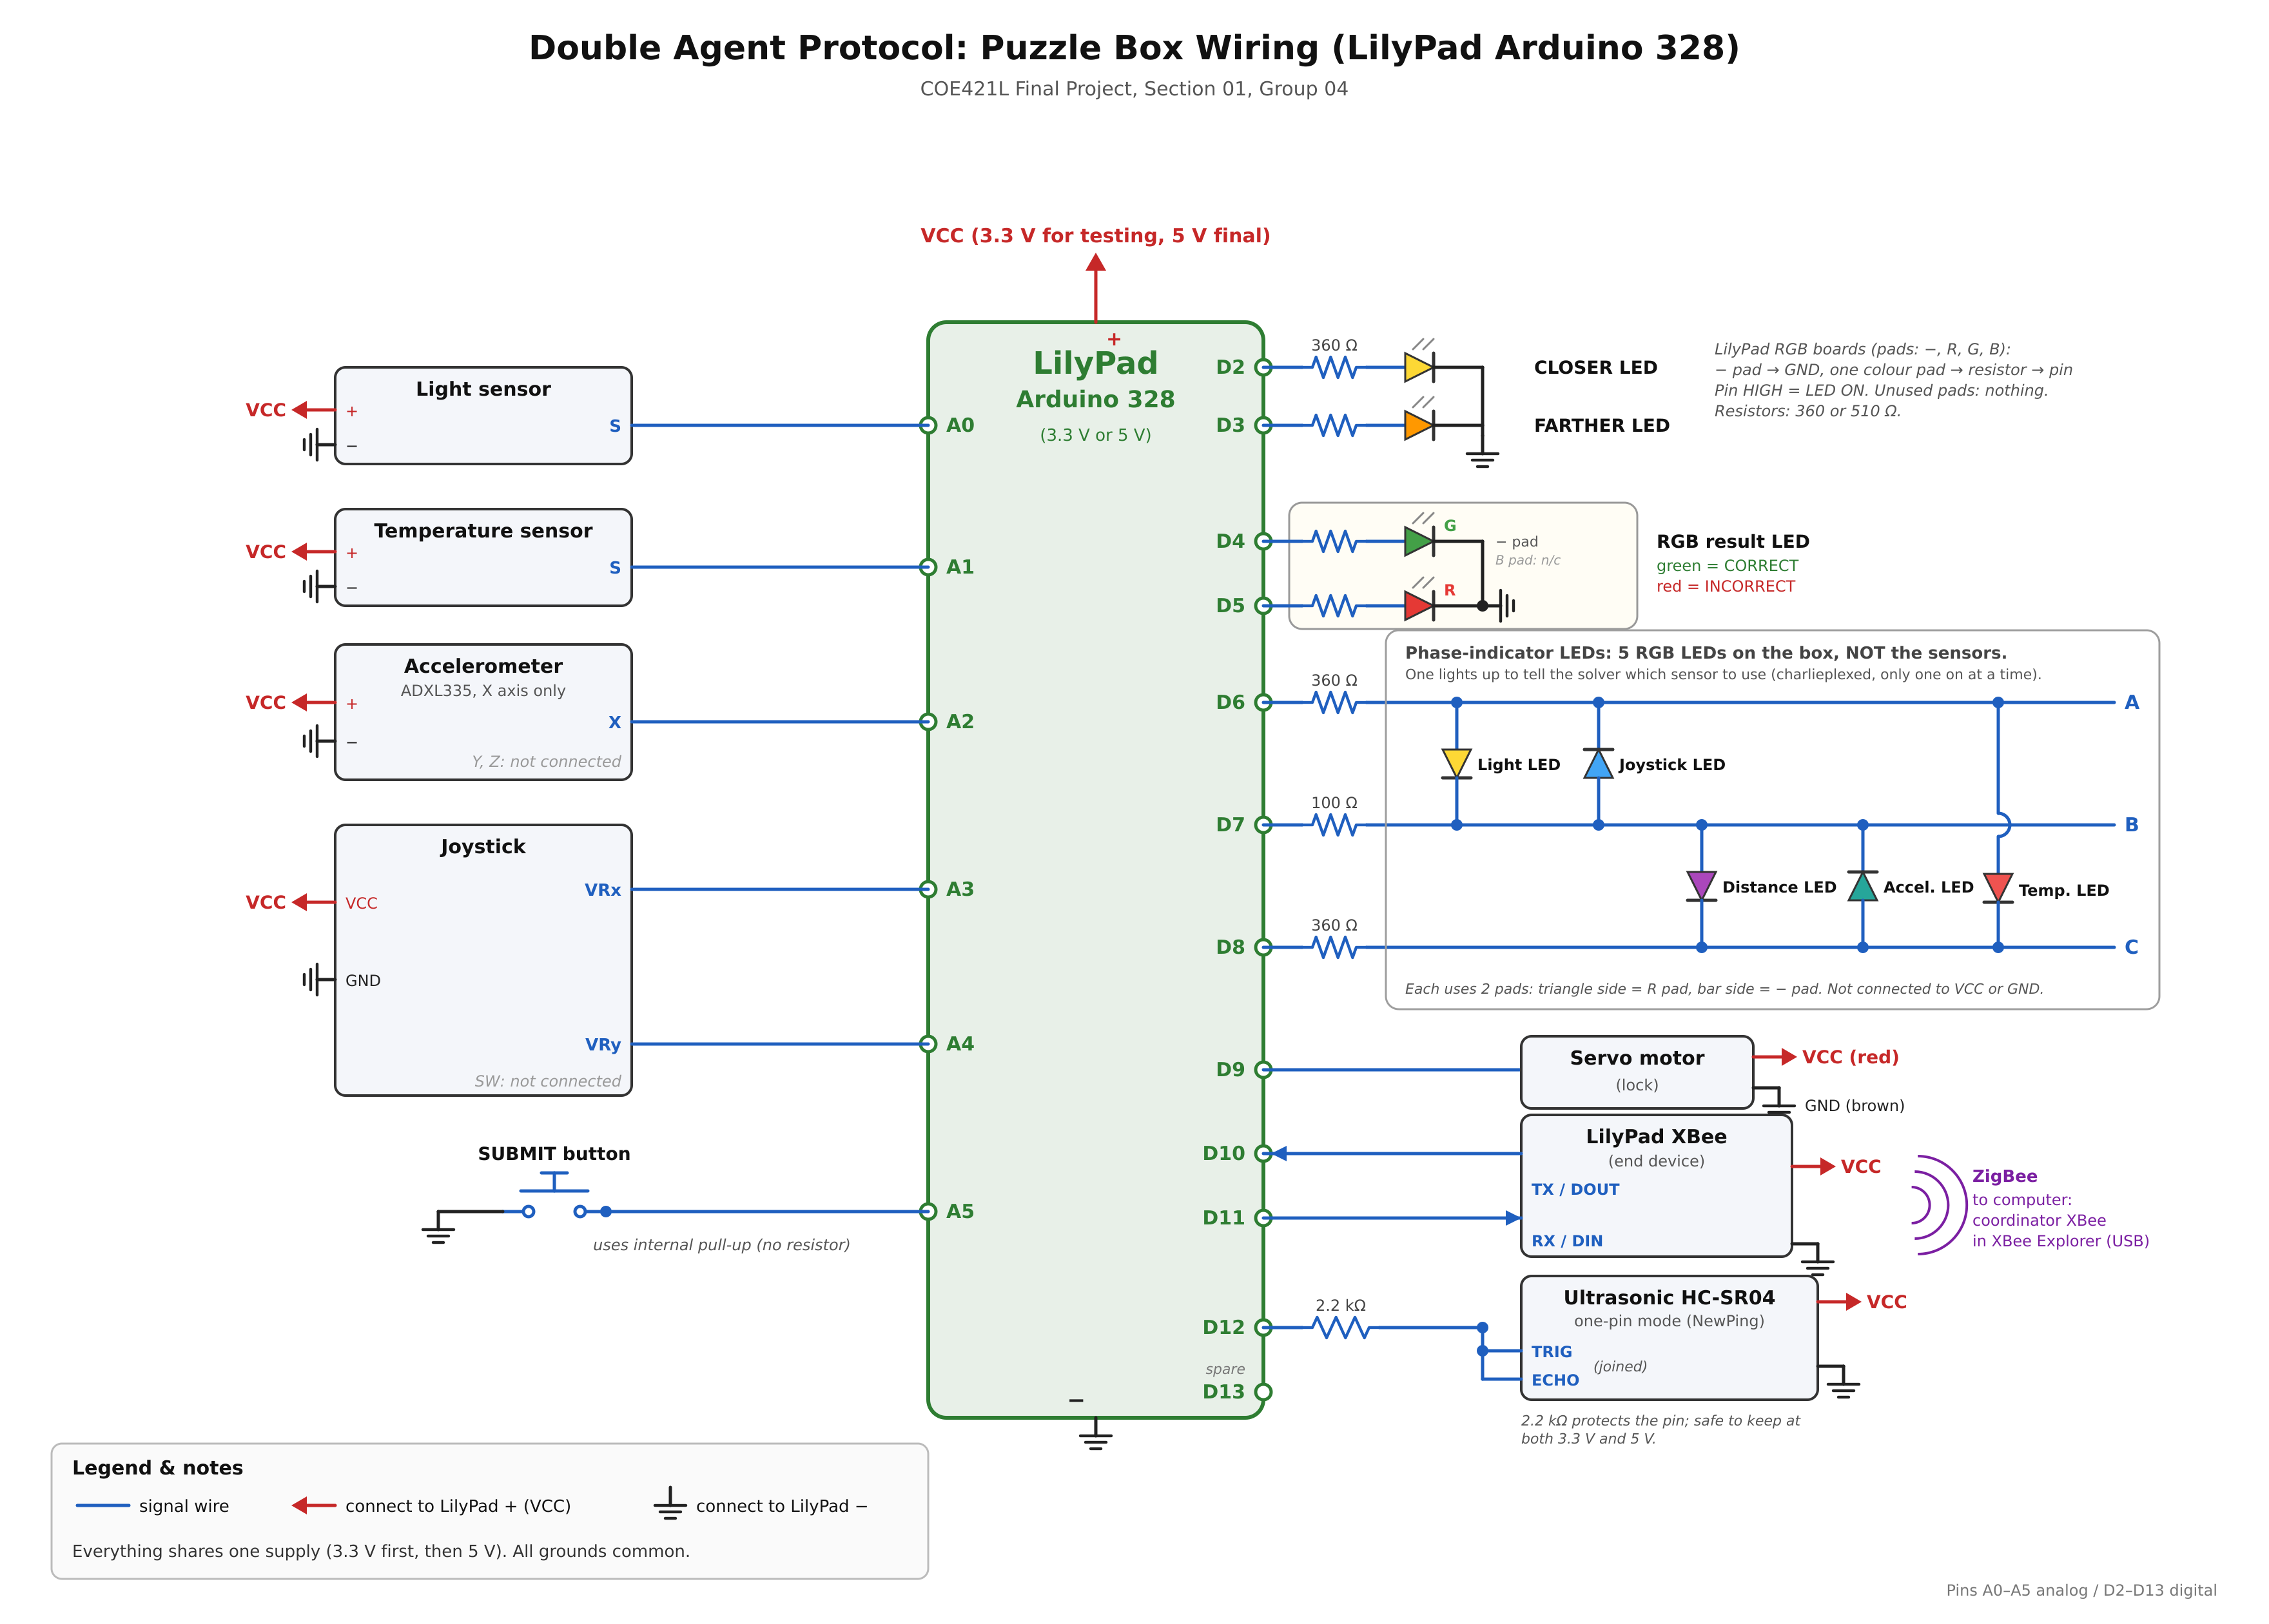 Double Agent Protocol: Puzzle Box Wiring (LilyPad Arduino 328)
COE421L Final Project, Section 01, Group 04
VCC (3.3 V for testing, 5 V final)
+
LilyPad
Arduino 328
(3.3 V or 5 V)
Light sensor
VCC
+
−
S
A0
Temperature sensor
VCC
+
−
S
A1
Accelerometer
ADXL335, X axis only
VCC
+
−
X
Y, Z: not connected
A2
Joystick
VCC
VCC
GND
VRx
A3
VRy
SW: not connected
A4
SUBMIT button
A5
uses internal pull-up (no resistor)
−
D2
360 Ω
CLOSER LED
D3
FARTHER LED
LilyPad RGB boards (pads: −, R, G, B):
− pad → GND, one colour pad → resistor → pin
Pin HIGH = LED ON. Unused pads: nothing.
Resistors: 360 or 510 Ω.
D4
G
− pad
B pad: n/c
D5
R
RGB result LED
green = CORRECT
red = INCORRECT
Phase-indicator LEDs: 5 RGB LEDs on the box, NOT the sensors.
One lights up to tell the solver which sensor to use (charlieplexed, only one on at a time).
D6
360 Ω
A
Light LED
Joystick LED
D7
100 Ω
B
Distance LED
Accel. LED
Temp. LED
D8
360 Ω
C
Each uses 2 pads: triangle side = R pad, bar side = − pad. Not connected to VCC or GND.
D9
Servo motor
(lock)
VCC (red)
GND (brown)
D10
LilyPad XBee
(end device)
TX / DOUT
D11
RX / DIN
VCC
ZigBee
to computer:
coordinator XBee
in XBee Explorer (USB)
D12
2.2 kΩ
Ultrasonic HC-SR04
one-pin mode (NewPing)
TRIG
(joined)
ECHO
VCC
spare
D13
2.2 kΩ protects the pin; safe to keep at
both 3.3 V and 5 V.
Legend & notes
signal wire
connect to LilyPad + (VCC)
connect to LilyPad −
Everything shares one supply (3.3 V first, then 5 V). All grounds common.
Pins A0–A5 analog / D2–D13 digital